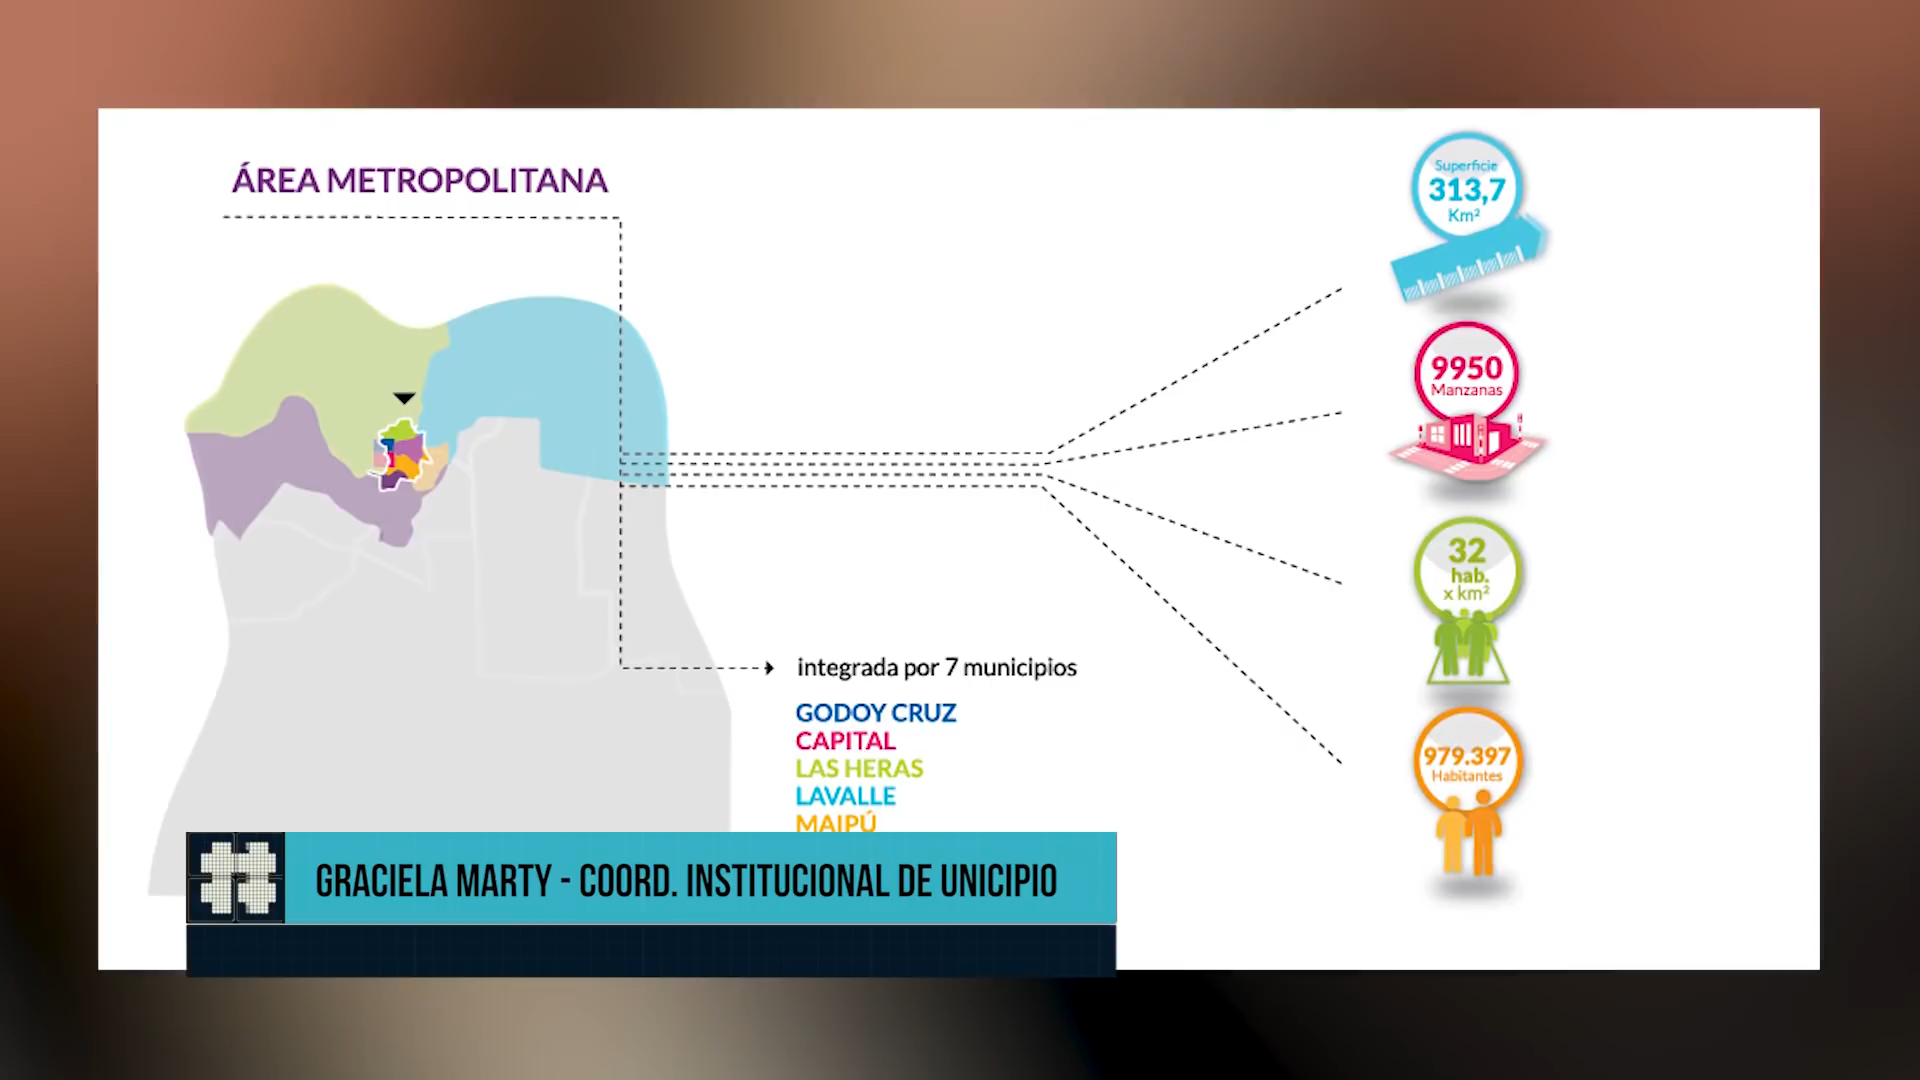 ÁREA METROPOLITANA
Superficie
313,7
Km²
9950
Manzanas
32
hab.
x km²
979.397
Habitantes
integrada por 7 municipios
GODOY CRUZ
CAPITAL
LAS HERAS
LAVALLE
MAIPÚ
GRACIELA MARTY - COORD. INSTITUCIONAL DE UNICIPIO